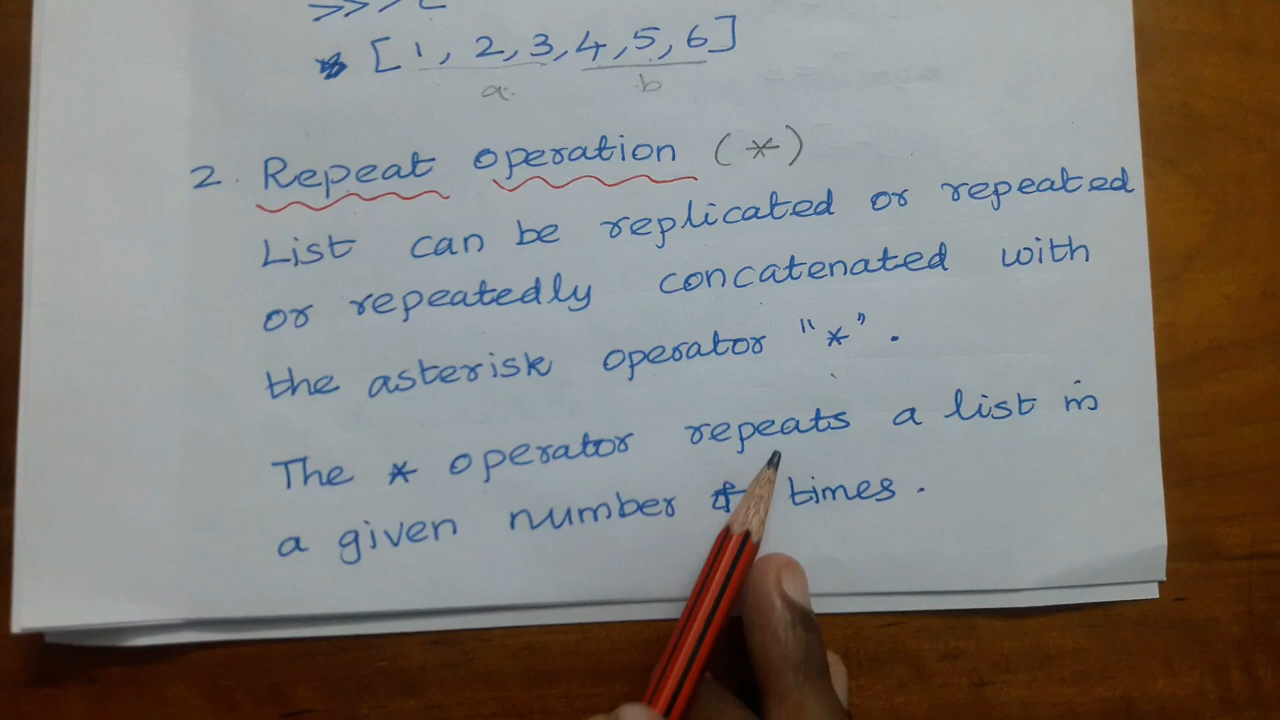 >>> c
[1, 2, 3, 4, 5, 6]
a. b
2. Repeat operation (*)
List can be replicated or repeated
or repeatedly concatenated with
the asterisk operator "*".
The * operator repeats a list in
a given number of times.